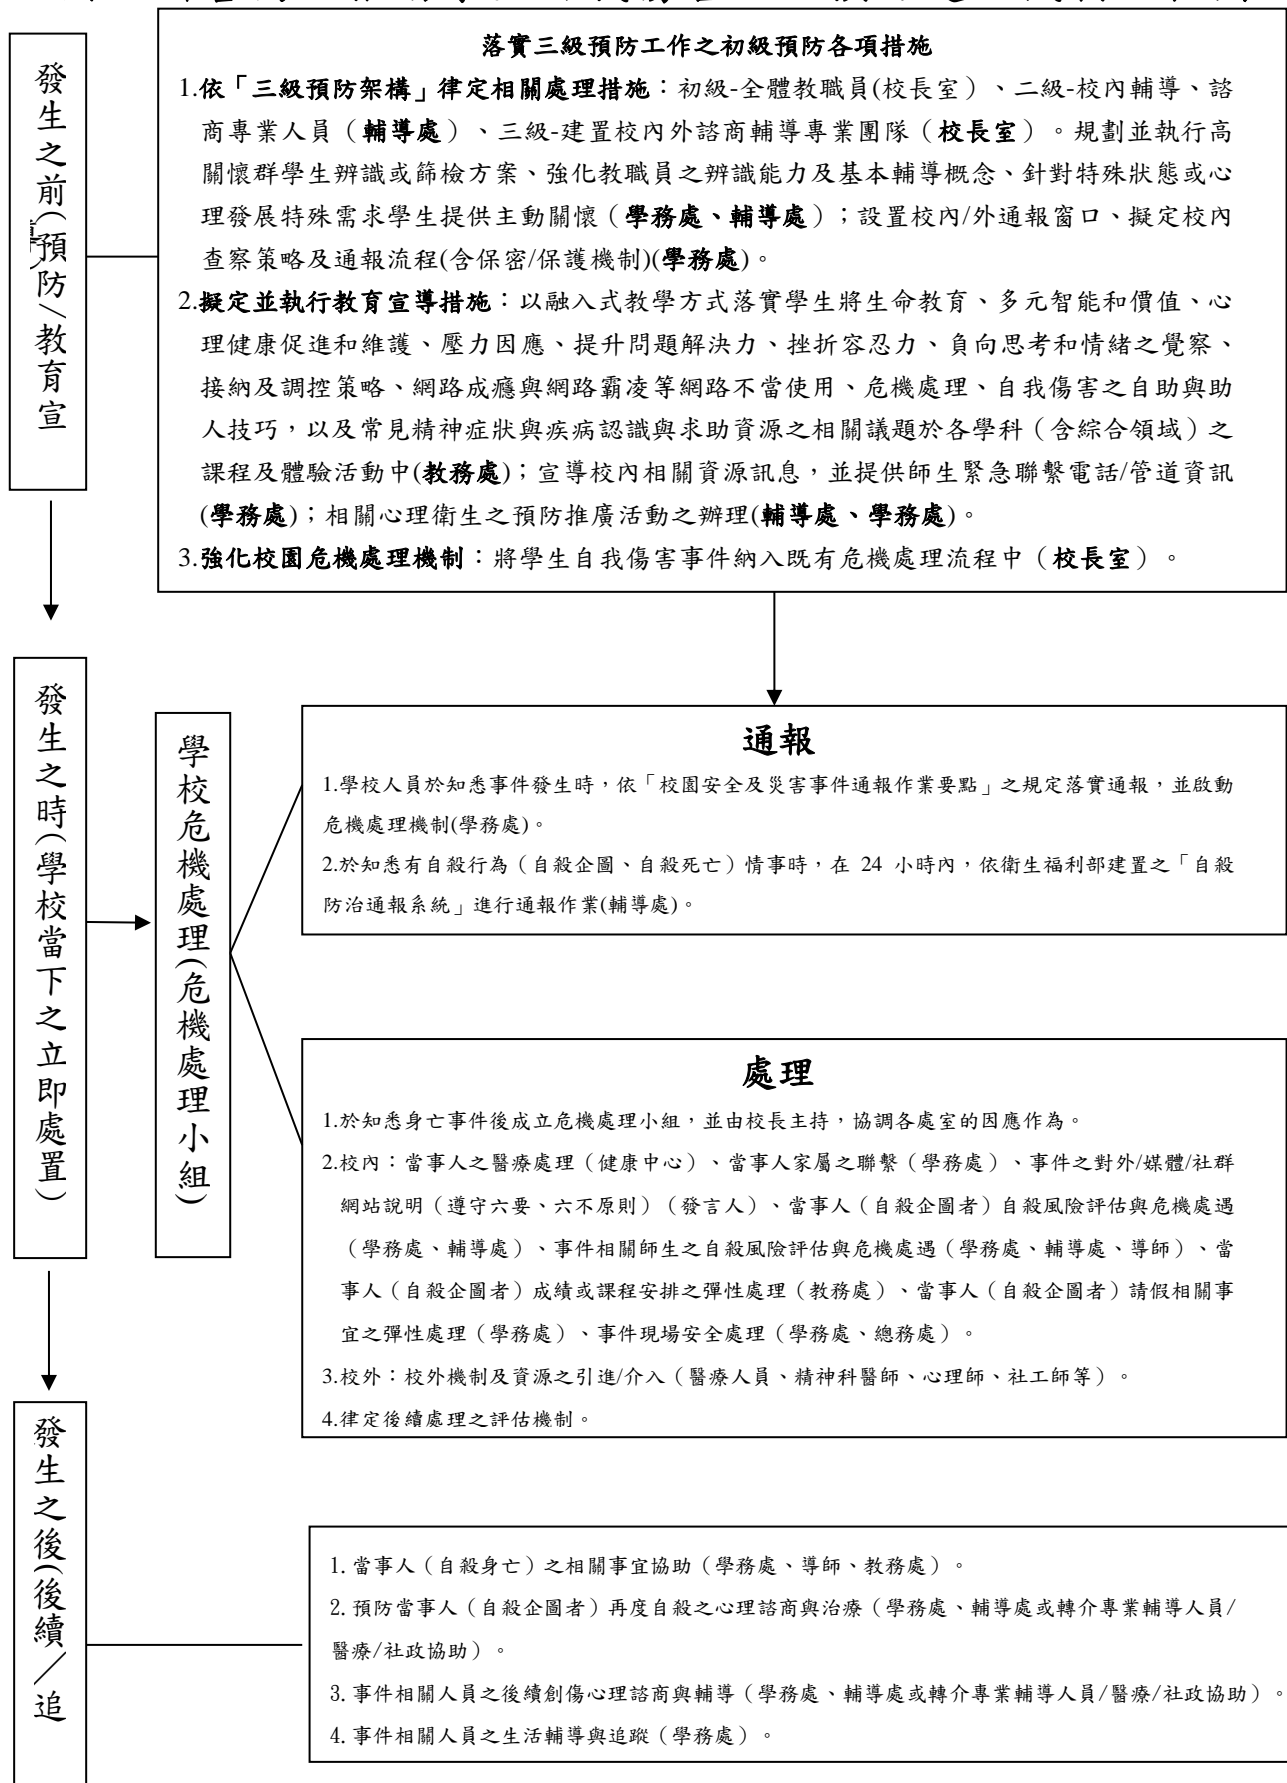 發生之前(預防/教育宣
落實三級預防工作之初級預防各項措施
1.依「三級預防架構」律定相關處理措施：初級-全體教職員(校長室）、二級-校內輔導、諮
商專業人員（輔導處）、三級-建置校內外諮商輔導專業團隊（校長室）。規劃並執行高
關懷群學生辨識或篩檢方案、強化教職員之辨識能力及基本輔導概念、針對特殊狀態或心
理發展特殊需求學生提供主動關懷（學務處、輔導處）；設置校內/外通報窗口、擬定校內
查察策略及通報流程(含保密/保護機制)(學務處)。
2.擬定並執行教育宣導措施：以融入式教學方式落實學生將生命教育、多元智能和價值、心
理健康促進和維護、壓力因應、提升問題解決力、挫折容忍力、負向思考和情緒之覺察、
接納及調控策略、網路成癮與網路霸凌等網路不當使用、危機處理、自我傷害之自助與助
人技巧，以及常見精神症狀與疾病認識與求助資源之相關議題於各學科（含綜合領域）之
課程及體驗活動中(教務處)；宣導校內相關資源訊息，並提供師生緊急聯繫電話/管道資訊
(學務處)；相關心理衛生之預防推廣活動之辦理(輔導處、學務處)。
3.強化校園危機處理機制：將學生自我傷害事件納入既有危機處理流程中（校長室）。
發生之時(學校當下之立即處置)
學校危機處理(危機處理小組)
通報
1.學校人員於知悉事件發生時，依「校園安全及災害事件通報作業要點」之規定落實通報，並啟動
危機處理機制(學務處)。
2.於知悉有自殺行為（自殺企圖、自殺死亡）情事時，在 24 小時內，依衛生福利部建置之「自殺
防治通報系統」進行通報作業(輔導處)。
處理
1.於知悉身亡事件後成立危機處理小組，並由校長主持，協調各處室的因應作為。
2.校內：當事人之醫療處理（健康中心）、當事人家屬之聯繫（學務處）、事件之對外/媒體/社群
網站說明（遵守六要、六不原則）（發言人）、當事人（自殺企圖者）自殺風險評估與危機處遇
（學務處、輔導處）、事件相關師生之自殺風險評估與危機處遇（學務處、輔導處、導師）、當
事人（自殺企圖者）成績或課程安排之彈性處理（教務處）、當事人（自殺企圖者）請假相關事
宜之彈性處理（學務處）、事件現場安全處理（學務處、總務處）。
3.校外：校外機制及資源之引進/介入（醫療人員、精神科醫師、心理師、社工師等）。
4.律定後續處理之評估機制。
發生之後(後續／追
1. 當事人（自殺身亡）之相關事宜協助（學務處、導師、教務處）。
2. 預防當事人（自殺企圖者）再度自殺之心理諮商與治療（學務處、輔導處或轉介專業輔導人員/
醫療/社政協助）。
3. 事件相關人員之後續創傷心理諮商與輔導（學務處、輔導處或轉介專業輔導人員/醫療/社政協助）。
4. 事件相關人員之生活輔導與追蹤（學務處）。